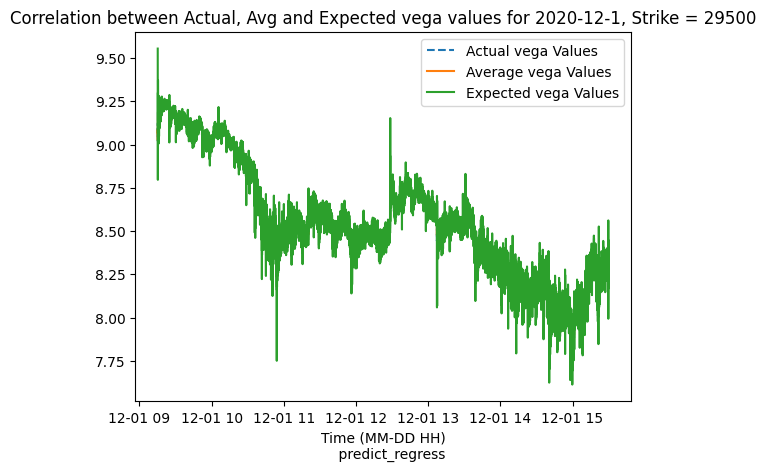 Correlation between Actual, Avg and Expected vega values for 2020-12-1, Strike = 29500
Actual vega Values
Average vega Values
Expected vega Values
9.50
9.25
9.00
8.75
8.50
8.25
8.00
7.75
12-01 09 12-01 10 12-01 11 12-01 12 12-01 13 12-01 14 12-01 15
Time (MM-DD HH)
predict_regress